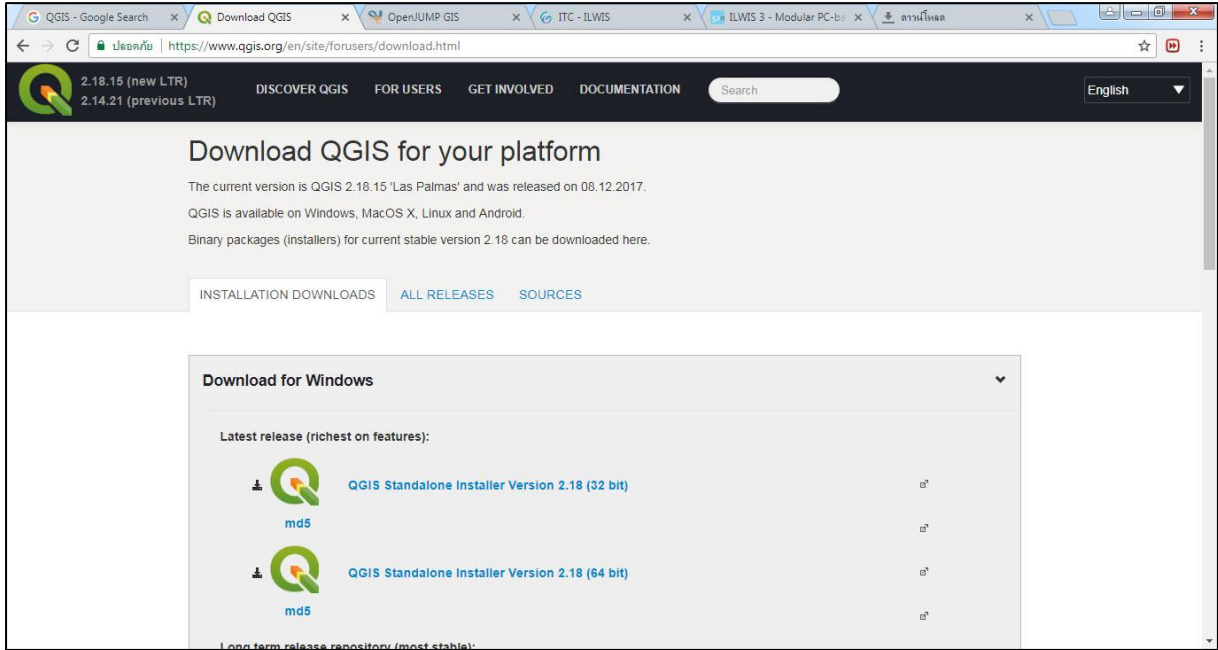 QGIS - Google Search
Download QGIS
OpenJUMP GIS
ITC - ILWIS
ILWIS 3 - Modular PC-ba
ดาวน์โหลด
ปลอดภัย
https://www.qgis.org/en/site/forusers/download.html
2.18.15 (new LTR)
2.14.21 (previous LTR)
DISCOVER QGIS
FOR USERS
GET INVOLVED
DOCUMENTATION
Search
English
Download QGIS for your platform
The current version is QGIS 2.18.15 'Las Palmas' and was released on 08.12.2017.
QGIS is available on Windows, MacOS X, Linux and Android.
Binary packages (installers) for current stable version 2.18 can be downloaded here.
INSTALLATION DOWNLOADS
ALL RELEASES
SOURCES
Download for Windows
Latest release (richest on features):
QGIS Standalone Installer Version 2.18 (32 bit)
md5
QGIS Standalone Installer Version 2.18 (64 bit)
md5
Long term release repository (most stable):